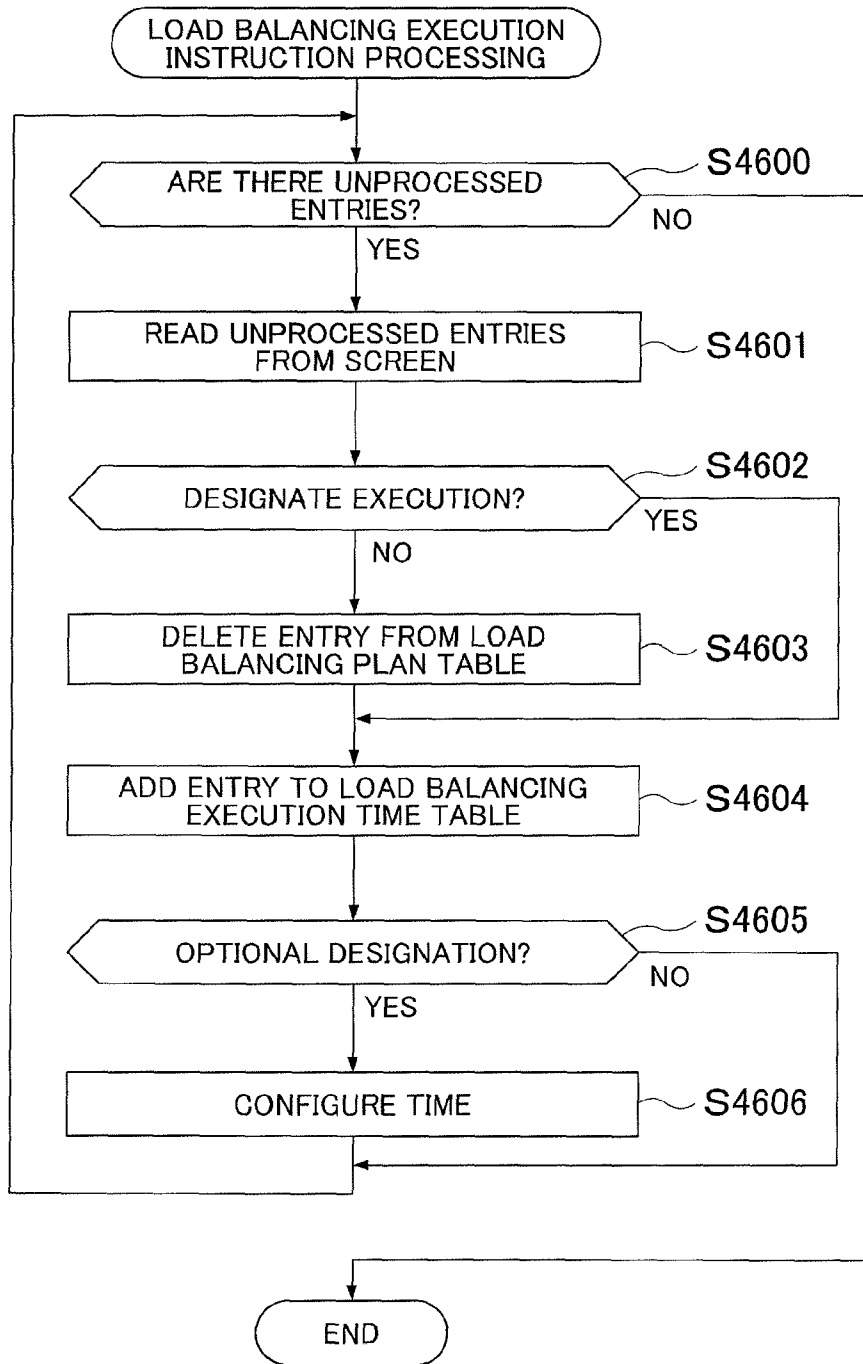 LOAD BALANCING EXECUTION
INSTRUCTION PROCESSING
S4600
ARE THERE UNPROCESSED
ENTRIES?
NO
YES
READ UNPROCESSED ENTRIES
FROM SCREEN
S4601
S4602
DESIGNATE EXECUTION?
YES
NO
DELETE ENTRY FROM LOAD
BALANCING PLAN TABLE
S4603
ADD ENTRY TO LOAD BALANCING
EXECUTION TIME TABLE
S4604
S4605
OPTIONAL DESIGNATION?
NO
YES
CONFIGURE TIME
S4606
END